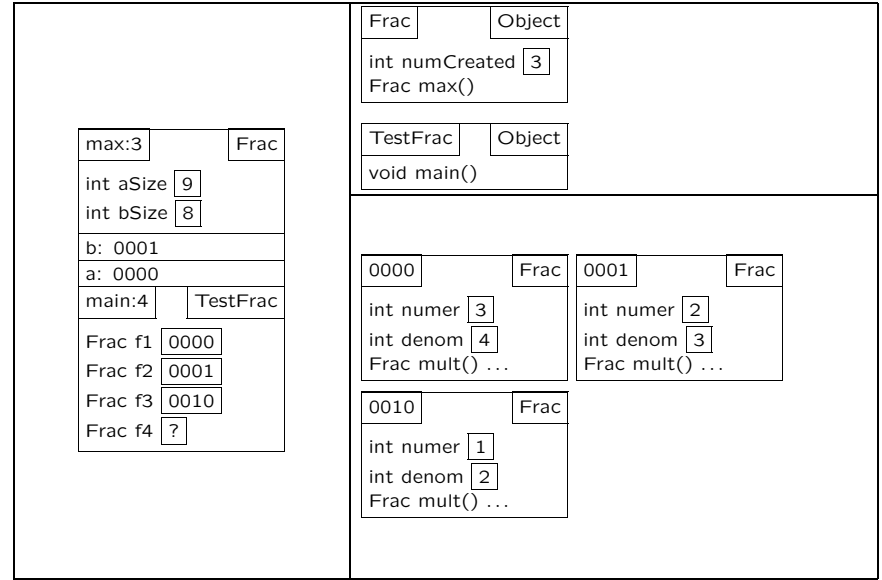 max:3 Frac
int aSize 9
int bSize 8
b: 0001
a: 0000
main:4 TestFrac
Frac f1 0000
Frac f2 0001
Frac f3 0010
Frac f4 ?
Frac Object
int numCreated 3
Frac max()
TestFrac Object
void main()
0000 Frac
int numer 3
int denom 4
Frac mult() ...
0001 Frac
int numer 2
int denom 3
Frac mult() ...
0010 Frac
int numer 1
int denom 2
Frac mult() ...